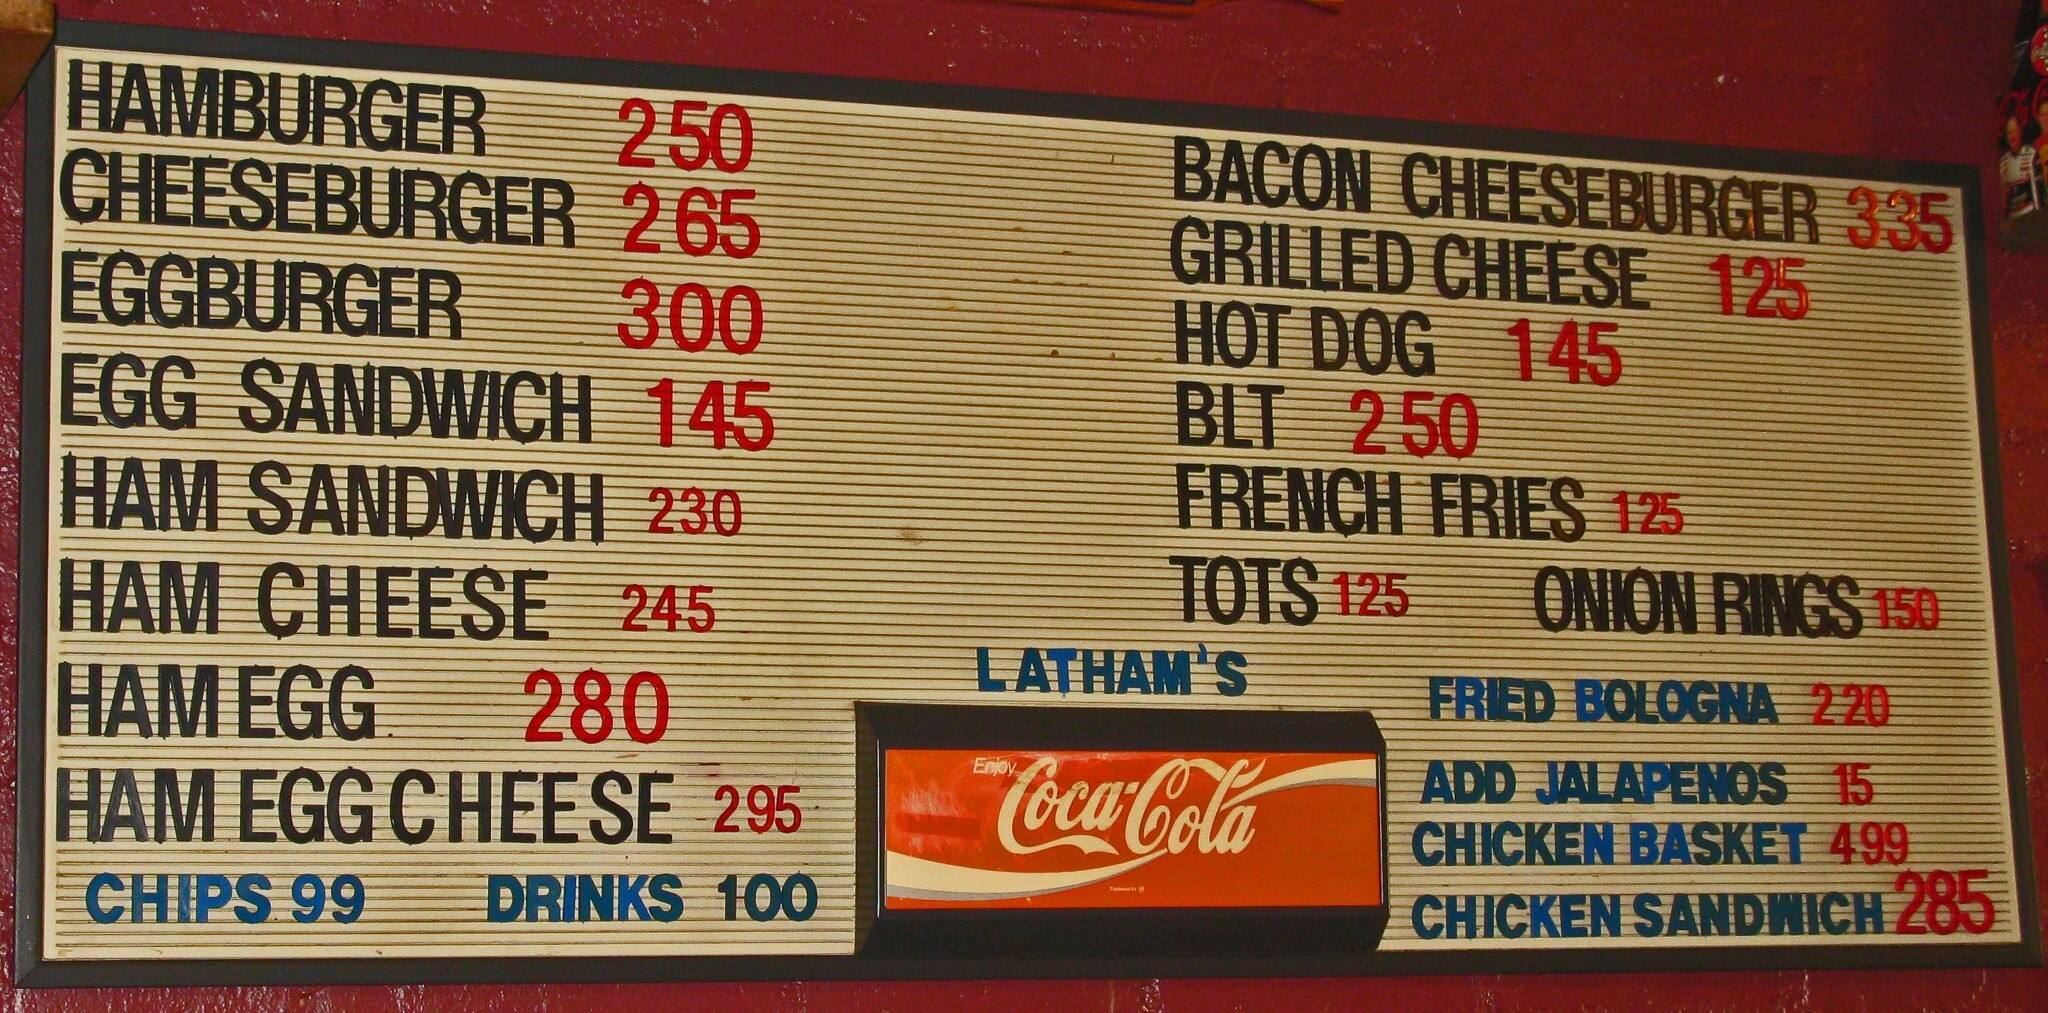 HAMBURGER 250
CHEESEBURGER 265
EGGBURGER 300
EGG SANDWICH 145
HAM SANDWICH 230
HAM CHEESE 245
HAM EGG 280
HAM EGG CHEESE 295
CHIPS 99 DRINKS 100
BACON CHEESEBURGER 335
GRILLED CHEESE 125
HOT DOG 145
BLT 250
FRENCH FRIES 125
TOTS 125 ONION RINGS 150
LATHAM'S
Enjoy
Coca-Cola
FRIED BOLOGNA 220
ADD JALAPENOS 15
CHICKEN BASKET 499
CHICKEN SANDWICH 285